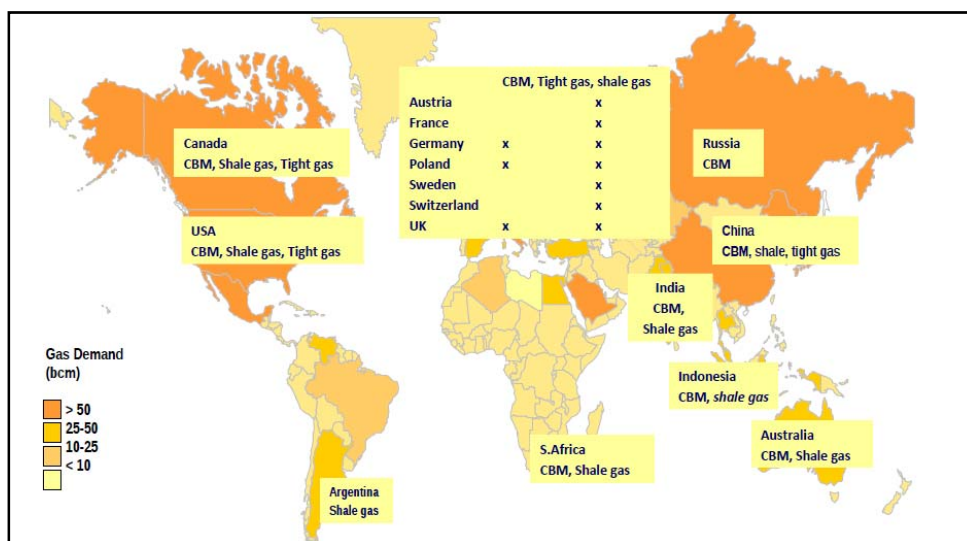 CBM, Tight gas, shale gas
Austria x
France x
Germany x x
Poland x x
Sweden x
Switzerland x
UK x x
Canada
CBM, Shale gas, Tight gas
Russia
CBM
USA
CBM, Shale gas, Tight gas
China
CBM, shale, tight gas
India
CBM,
Shale gas
Gas Demand
(bcm)
> 50
25-50
10-25
< 10
Indonesia
CBM, shale gas
Australia
CBM, Shale gas
S.Africa
CBM, Shale gas
Argentina
Shale gas